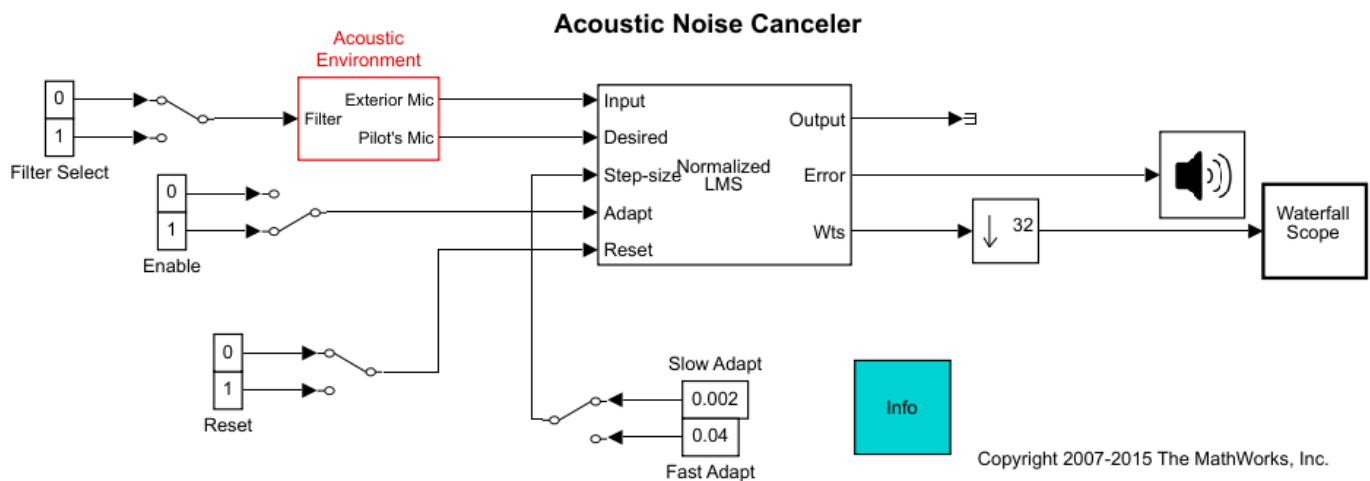 Acoustic Noise Canceler
Acoustic
Environment
0
1
Filter Select
Filter
Exterior Mic
Pilot's Mic
0
1
Enable
0
1
Reset
Input
Desired
Step-size
Adapt
Reset
Normalized
LMS
Output
Error
Wts
32
Waterfall
Scope
Slow Adapt
0.002
0.04
Fast Adapt
Info
Copyright 2007-2015 The MathWorks, Inc.